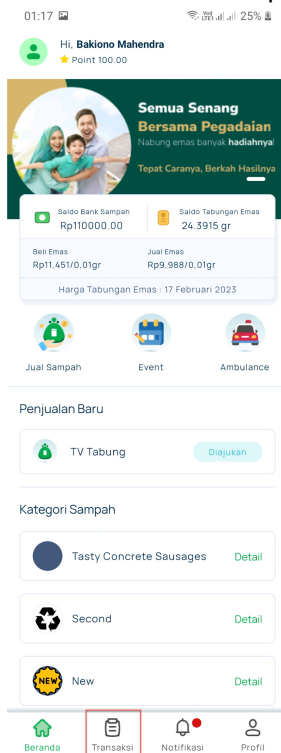 01:17
25%
Hi, Bakiono Mahendra
Point 100.00
Semua Senang
Bersama Pegadaian
Nabung emas banyak hadiahnya!
Tepat Caranya, Berkah Hasilnya
Saldo Bank Sampah
Rp110000.00
Saldo Tabungan Emas
24.3915 gr
Beli Emas
Rp11,451/0,01gr
Jual Emas
Rp9,988/0,01gr
Harga Tabungan Emas : 17 Februari 2023
Jual Sampah
Event
Ambulance
Penjualan Baru
TV Tabung
Diajukan
Kategori Sampah
Tasty Concrete Sausages
Detail
Second
Detail
NEW
New
Detail
Beranda
Transaksi
Notifikasi
Profil